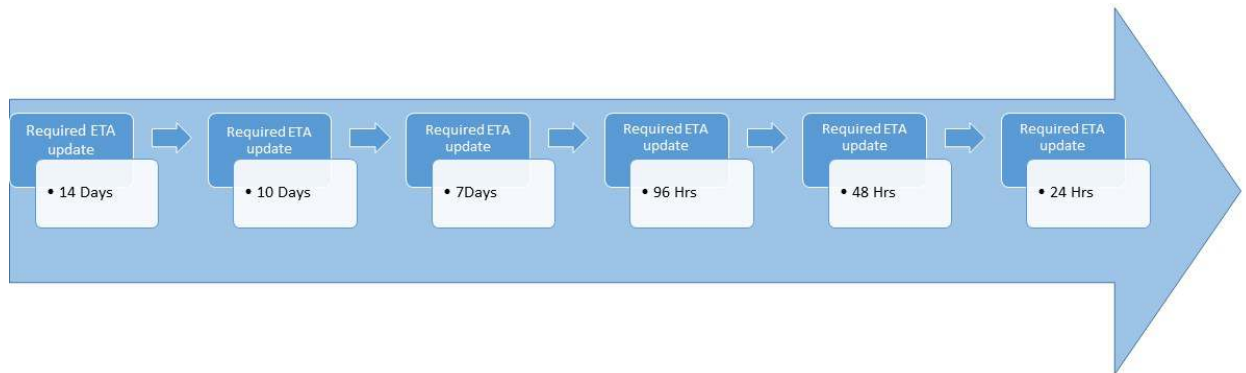 Required ETA
update
• 14 Days
Required ETA
update
• 10 Days
Required ETA
update
• 7Days
Required ETA
update
• 96 Hrs
Required ETA
update
• 48 Hrs
Required ETA
update
• 24 Hrs